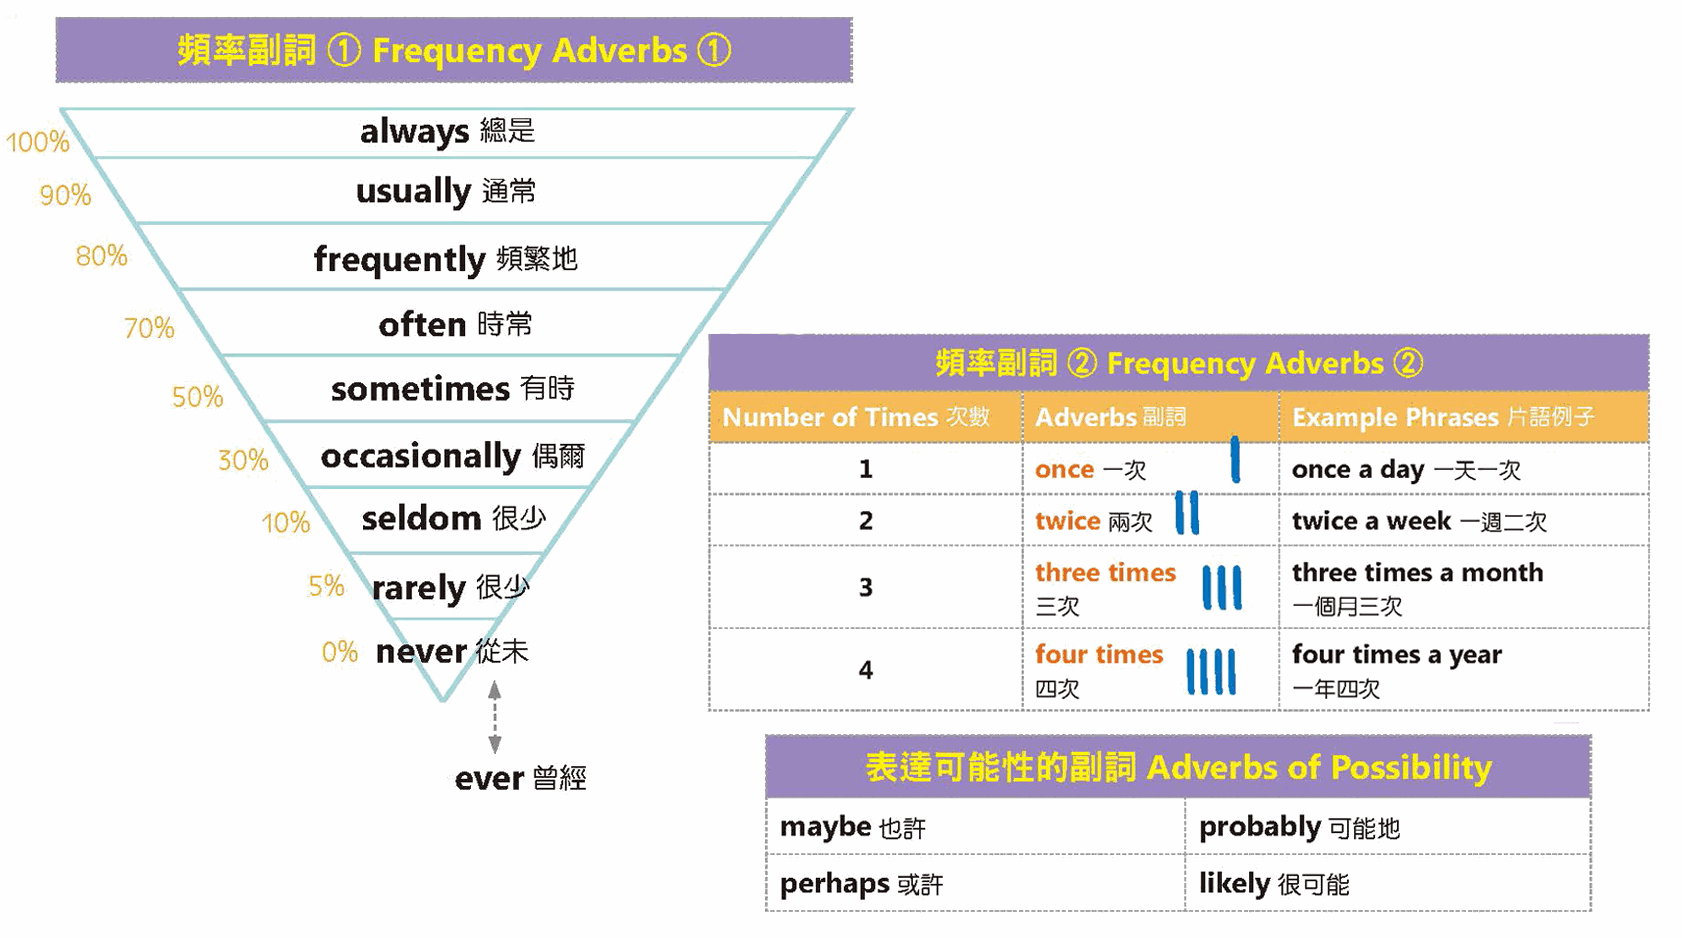 頻率副詞 ① Frequency Adverbs ①
100%
always 總是
90%
usually 通常
80%
frequently 頻繁地
70%
often 時常
50%
sometimes 有時
30%
occasionally 偶爾
10%
seldom 很少
5%
rarely 很少
0%
never 從未
ever 曾經
頻率副詞 ② Frequency Adverbs ②
Number of Times 次數 Adverbs 副詞 Example Phrases 片語例子
1 once 一次 once a day 一天一次
2 twice 兩次 twice a week 一週二次
3 three times 三次 three times a month 一個月三次
4 four times 四次 four times a year 一年四次
表達可能性的副詞 Adverbs of Possibility
maybe 也許 probably 可能地
perhaps 或許 likely 很可能